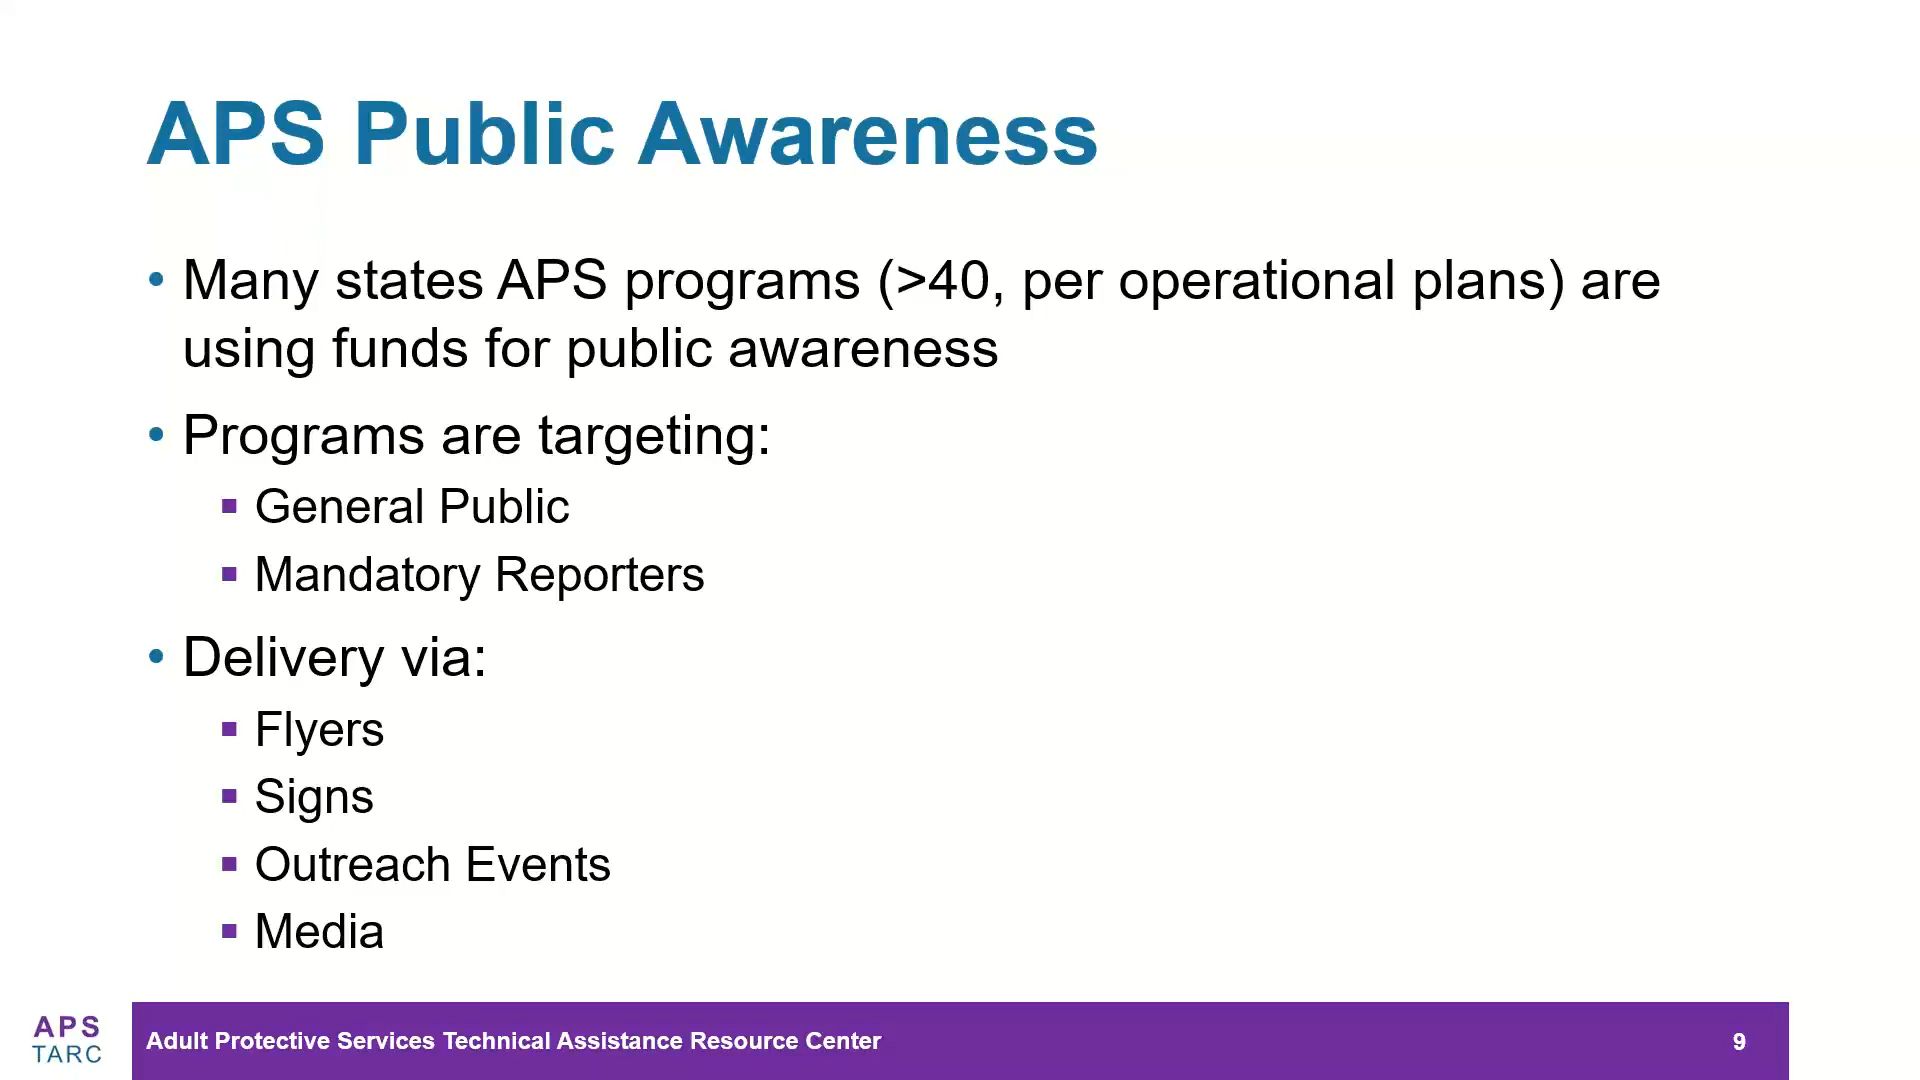 APS Public Awareness
• Many states APS programs (>40, per operational plans) are
using funds for public awareness
• Programs are targeting:
▪ General Public
▪ Mandatory Reporters
• Delivery via:
▪ Flyers
▪ Signs
▪ Outreach Events
▪ Media
APS
TARC
Adult Protective Services Technical Assistance Resource Center
9